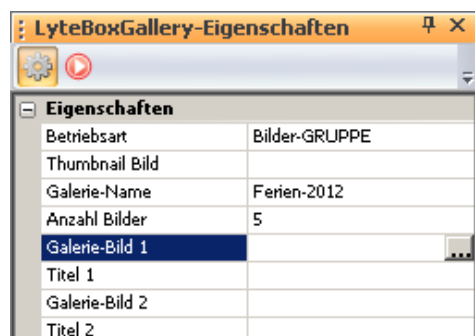 LyteBoxGallery-Eigenschaften
Eigenschaften
Betriebsart Bilder-GRUPPE
Thumbnail Bild
Galerie-Name Ferien-2012
Anzahl Bilder 5
Galerie-Bild 1 ...
Titel 1
Galerie-Bild 2
Titel 2